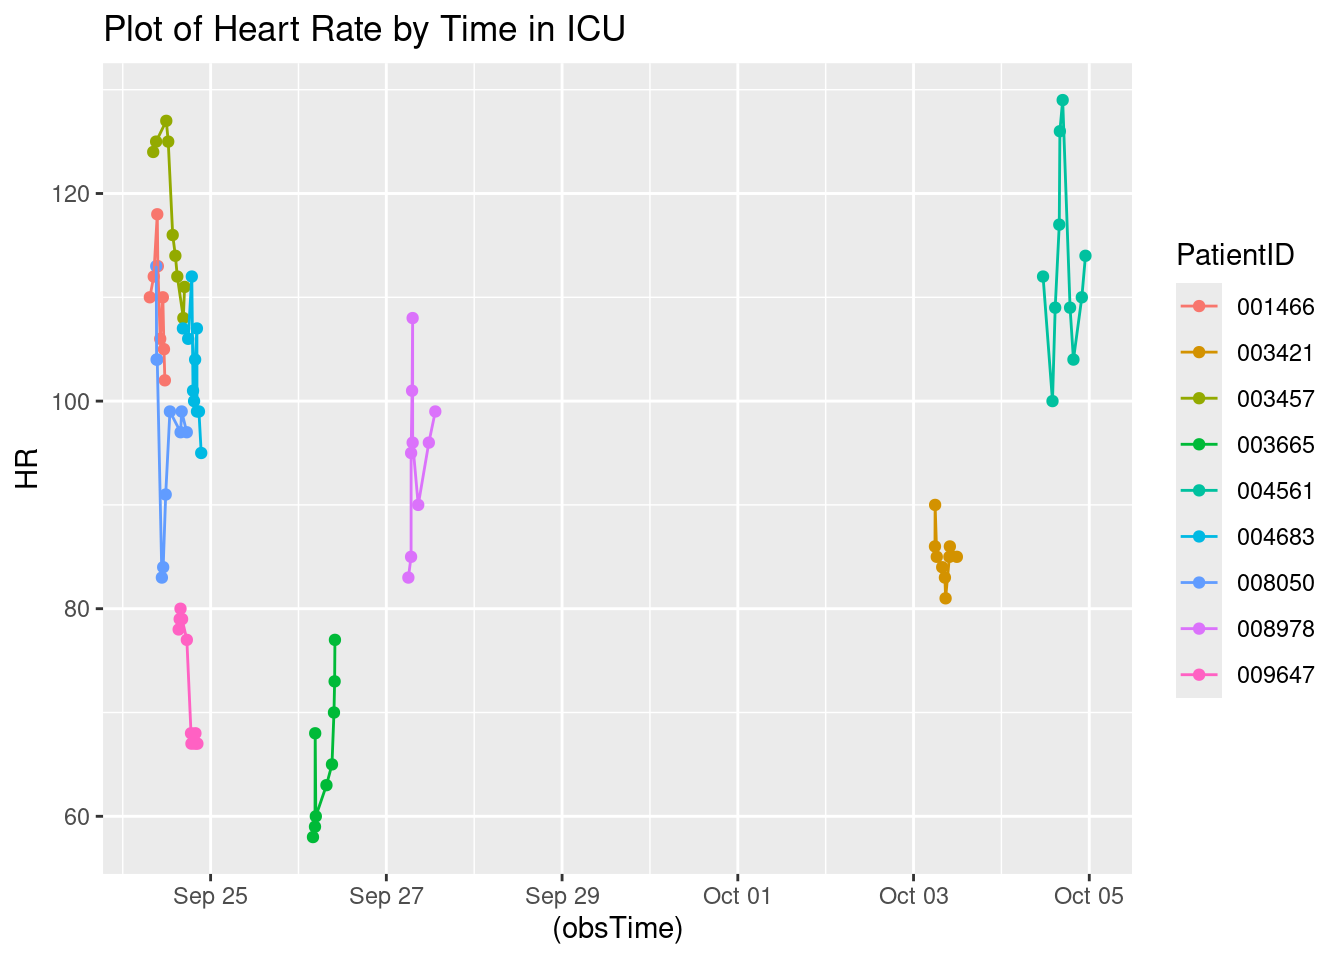 Plot of Heart Rate by Time in ICU
HR
120
100
80
60
Sep 25 Sep 27 Sep 29 Oct 01 Oct 03 Oct 05
(obsTime)
PatientID
001466
003421
003457
003665
004561
004683
008050
008978
009647